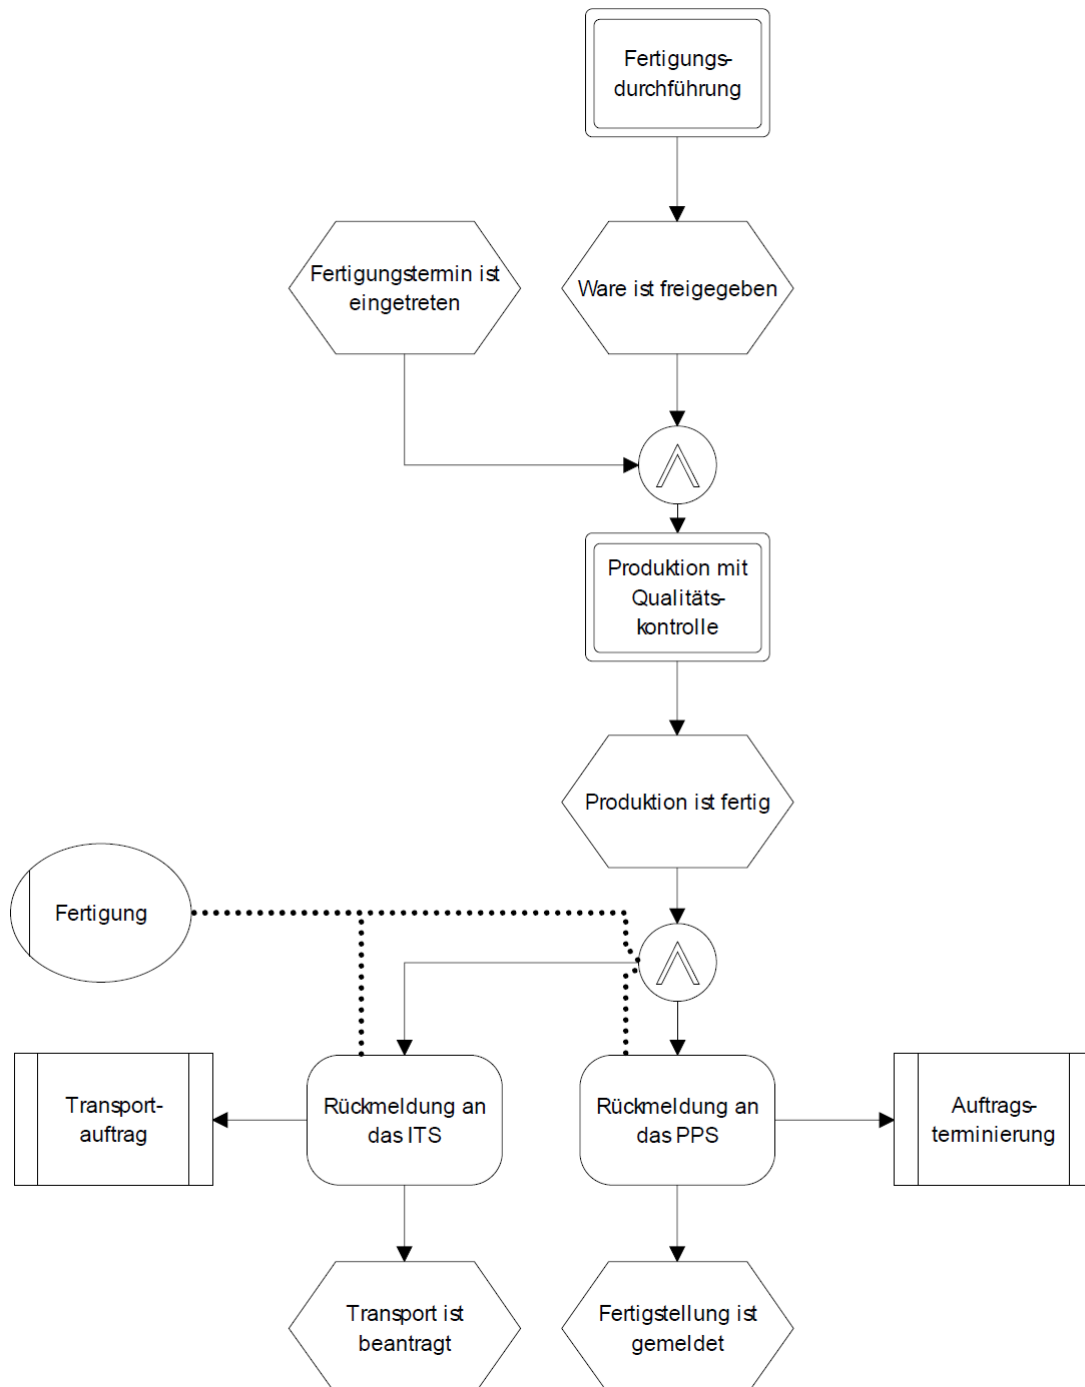 Fertigungs-
durchführung
Fertigungstermin ist
eingetreten
Ware ist freigegeben
Produktion mit
Qualitäts-
kontrolle
Produktion ist fertig
Fertigung
Transport-
auftrag
Rückmeldung an
das ITS
Rückmeldung an
das PPS
Auftrags-
terminierung
Transport ist
beantragt
Fertigstellung ist
gemeldet